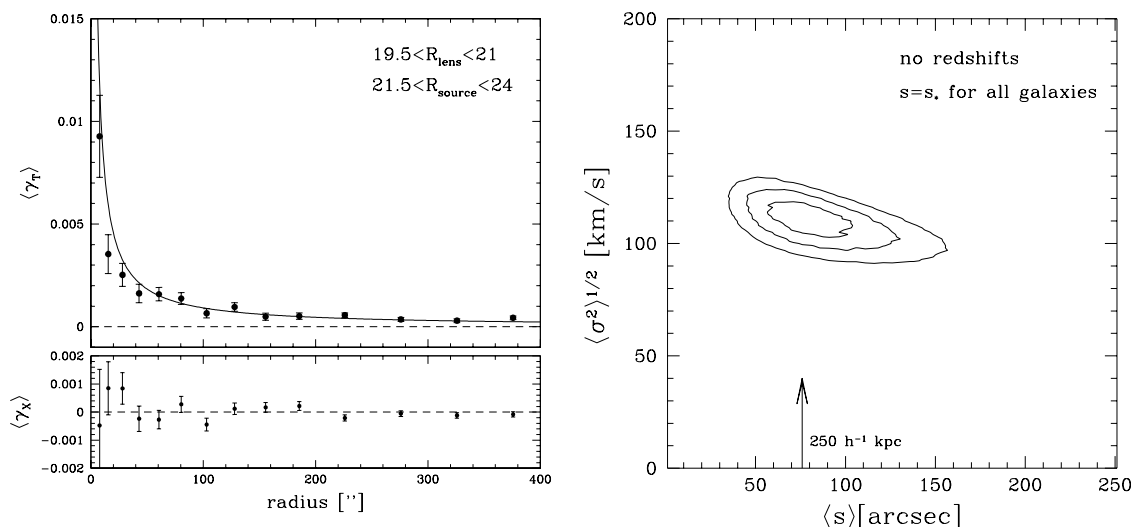 0.015
19.5<R_lens<21
21.5<R_source<24
0.01
⟨γ_T⟩
0.005
0
0.002
0.001
⟨γ_X⟩
0
−0.001
−0.002
0 100 200 300 400
radius ["]
200
no redshifts
s=s* for all galaxies
150
⟨σ²⟩^1/2 [km/s]
100
50
250 h⁻¹ kpc
0
0 50 100 150 200 250
⟨s⟩[arcsec]